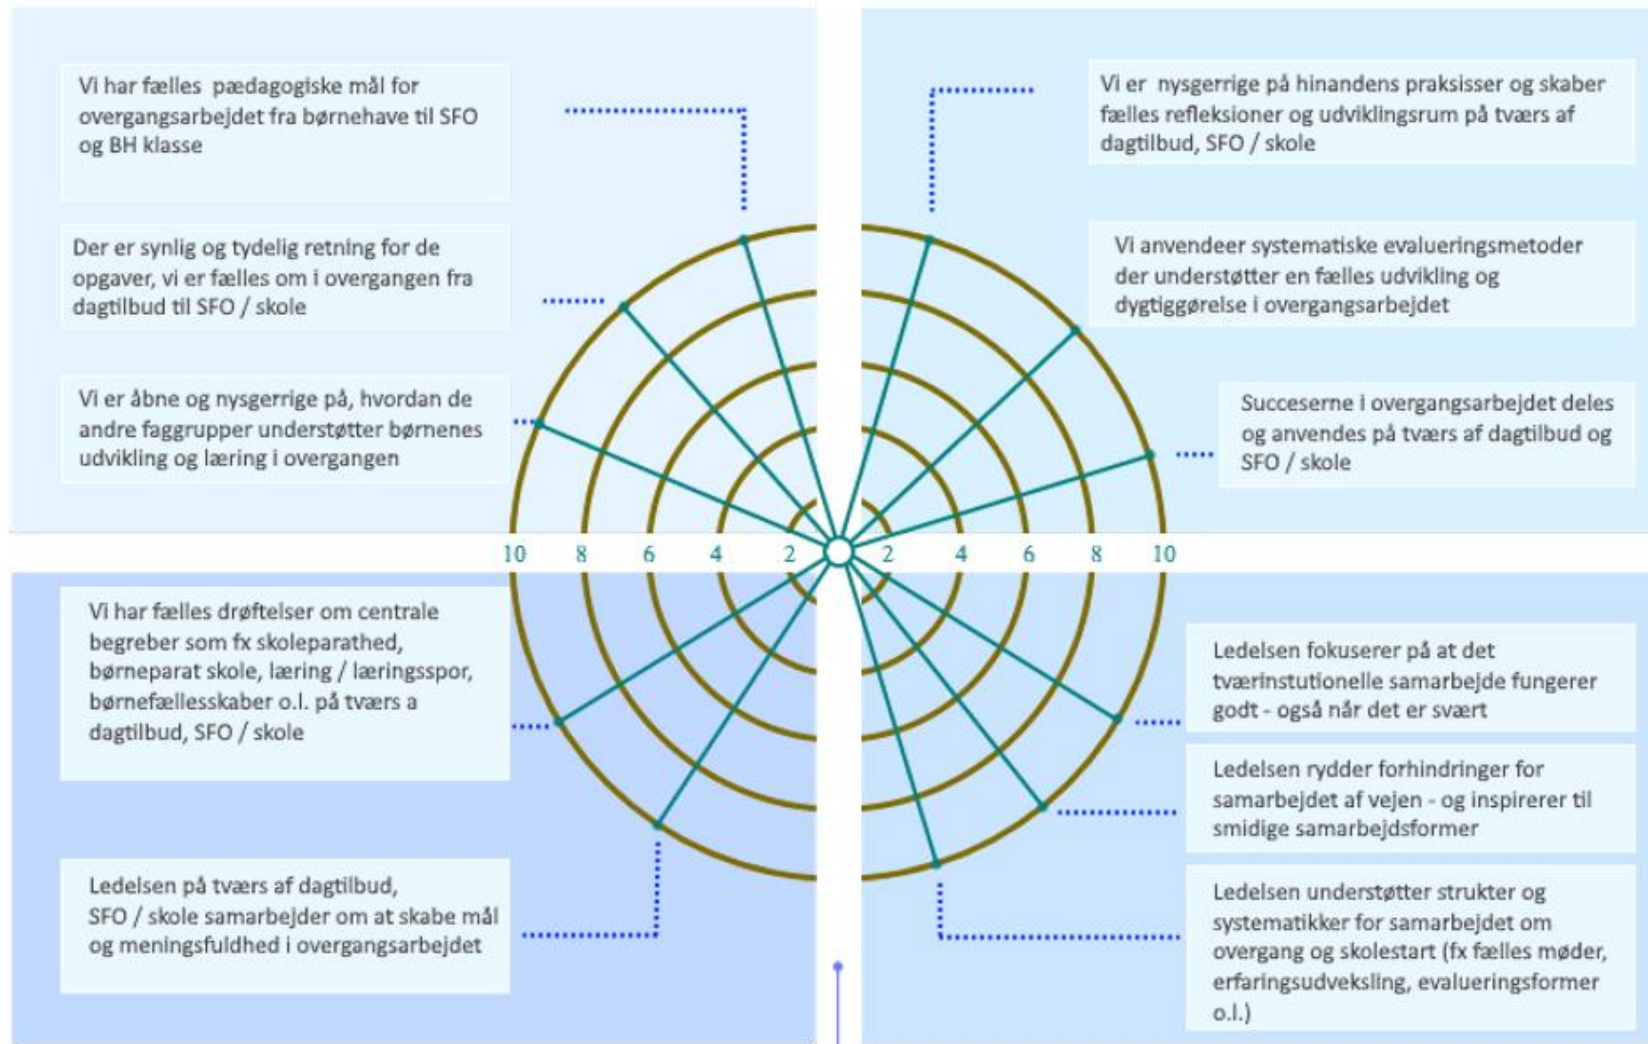 Vi har fælles  pædagogiske mål for
overgangsarbejdet fra børnehave til SFO
og BH klasse
Der er synlig og tydelig retning for de
opgaver, vi er fælles om i overgangen fra
dagtilbud til SFO / skole
Vi er åbne og nysgerrige på, hvordan de
andre faggrupper understøtter børnenes
udvikling og læring i overgangen
Vi er  nysgerrige på hinandens praksisser og skaber
fælles refleksioner og udviklingsrum på tværs af
dagtilbud, SFO / skole
Vi anvendeer systematiske evalueringsmetoder
der understøtter en fælles udvikling og
dygtiggørelse i overgangsarbejdet
Succeserne i overgangsarbejdet deles
og anvendes på tværs af dagtilbud og
SFO / skole
10 8 6 4 2 2 4 6 8 10
Vi har fælles drøftelser om centrale
begreber som fx skoleparathed,
børneparat skole, læring / læringsspor,
børnefællesskaber o.l. på tværs a
dagtilbud, SFO / skole
Ledelsen på tværs af dagtilbud,
SFO / skole samarbejder om at skabe mål
og meningsfuldhed i overgangsarbejdet
Ledelsen fokuserer på at det
tværinstutionelle samarbejde fungerer
godt - også når det er svært
Ledelsen rydder forhindringer for
samarbejdet af vejen - og inspirerer til
smidige samarbejdsformer
Ledelsen understøtter strukter og
systematikker for samarbejdet om
overgang og skolestart (fx fælles møder,
erfaringsudveksling, evalueringsformer
o.l.)